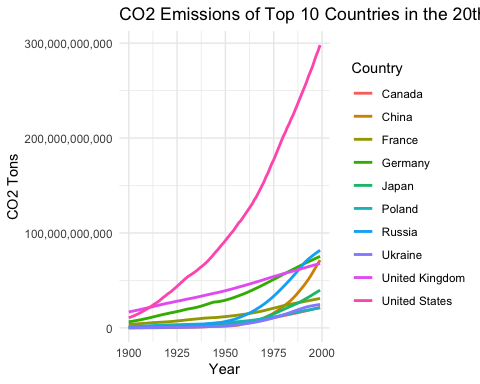 CO2 Emissions of Top 10 Countries in the 20th
300,000,000,000
200,000,000,000
100,000,000,000
0
CO2 Tons
1900 1925 1950 1975 2000
Year
Country
Canada
China
France
Germany
Japan
Poland
Russia
Ukraine
United Kingdom
United States